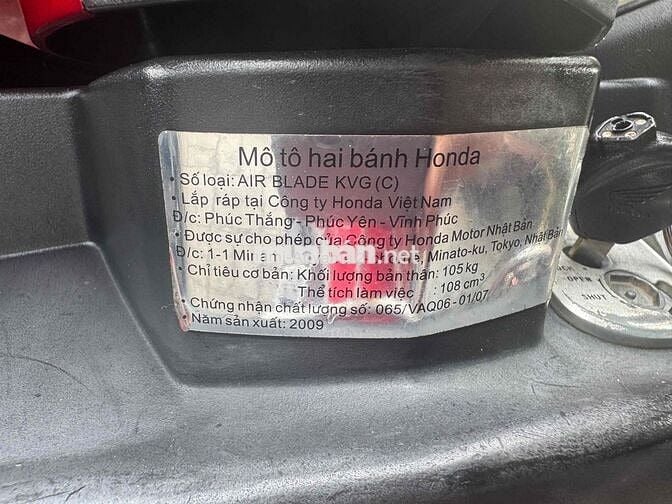 Mô tô hai bánh Honda
• Số loại: AIR BLADE KVG (C)
• Lắp ráp tại Công ty Honda Việt Nam
Đ/c: Phúc Thắng - Phúc Yên - Vĩnh Phúc
• Được sự cho phép của Công ty Honda Motor Nhật Bản
Đ/c: 1-1 Minato-ku, Tokyo, Nhật Bản
• Chỉ tiêu cơ bản: Khối lượng bản thân: 105 kg
Thể tích làm việc : 108 cm³
• Chứng nhận chất lượng số: 065/VAQ06 - 01/07
• Năm sản xuất: 2009
OPEN
SHUT